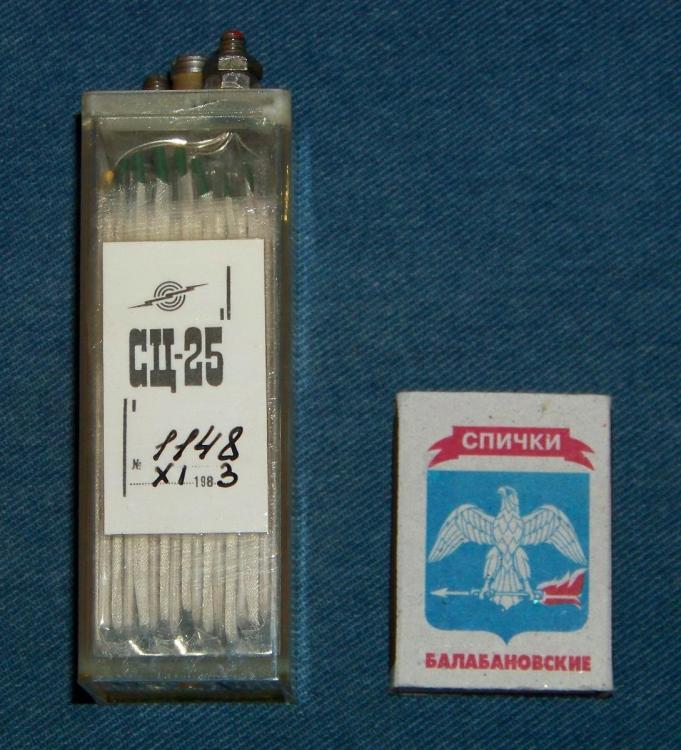 СЦ-25
№ 1148
XI 1983
СПИЧКИ
БАЛАБАНОВСКИЕ